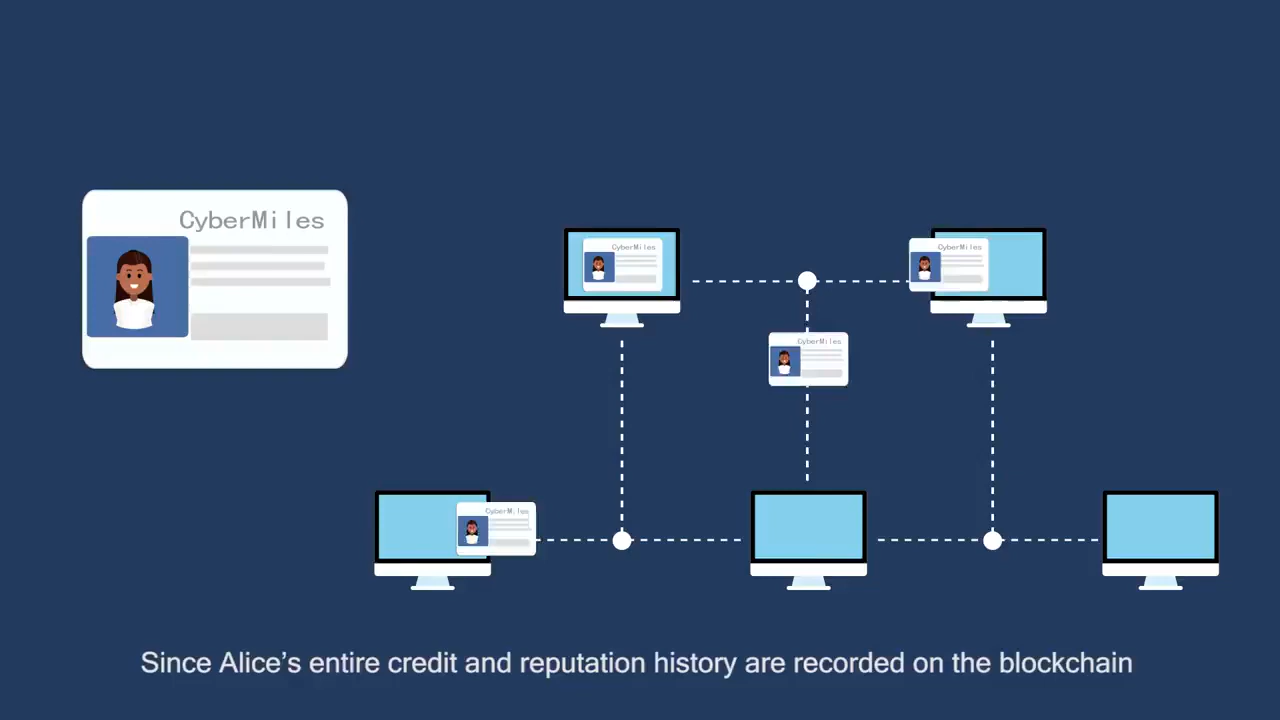 CyberMiles
CyberMiles
CyberMiles
CyberMiles
CyberMiles
Since Alice’s entire credit and reputation history are recorded on the blockchain